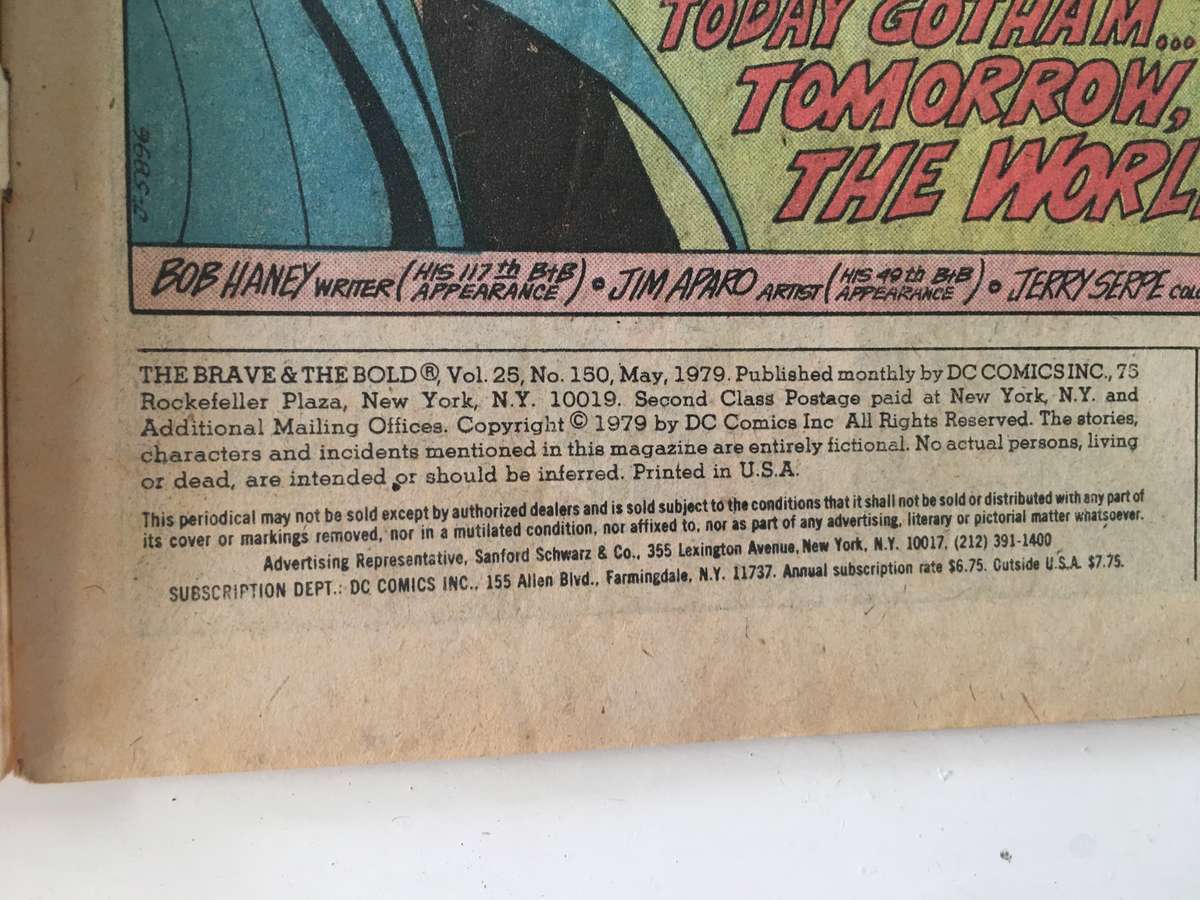 TODAY GOTHAM...
TOMORROW,
THE WORL
J-5896
BOB HANEY WRITER (HIS 117th B+B APPEARANCE) • JIM APARO ARTIST (HIS 49th B+B APPEARANCE) • JERRY SERPE COL
THE BRAVE & THE BOLD®, Vol. 25, No. 150, May, 1979. Published monthly by DC COMICS INC., 75
Rockefeller Plaza, New York, N.Y. 10019. Second Class Postage paid at New York, N.Y. and
Additional Mailing Offices. Copyright © 1979 by DC Comics Inc All Rights Reserved. The stories,
characters and incidents mentioned in this magazine are entirely fictional. No actual persons, living
or dead, are intended or should be inferred. Printed in U.S.A.
This periodical may not be sold except by authorized dealers and is sold subject to the conditions that it shall not be sold or distributed with any part of
its cover or markings removed, nor in a mutilated condition, nor affixed to, nor as part of any advertising, literary or pictorial matter whatsoever.
Advertising Representative, Sanford Schwarz & Co., 355 Lexington Avenue, New York, N.Y. 10017. (212) 391-1400
SUBSCRIPTION DEPT.: DC COMICS INC., 155 Allen Blvd., Farmingdale, N.Y. 11737. Annual subscription rate $6.75. Outside U.S.A. $7.75.